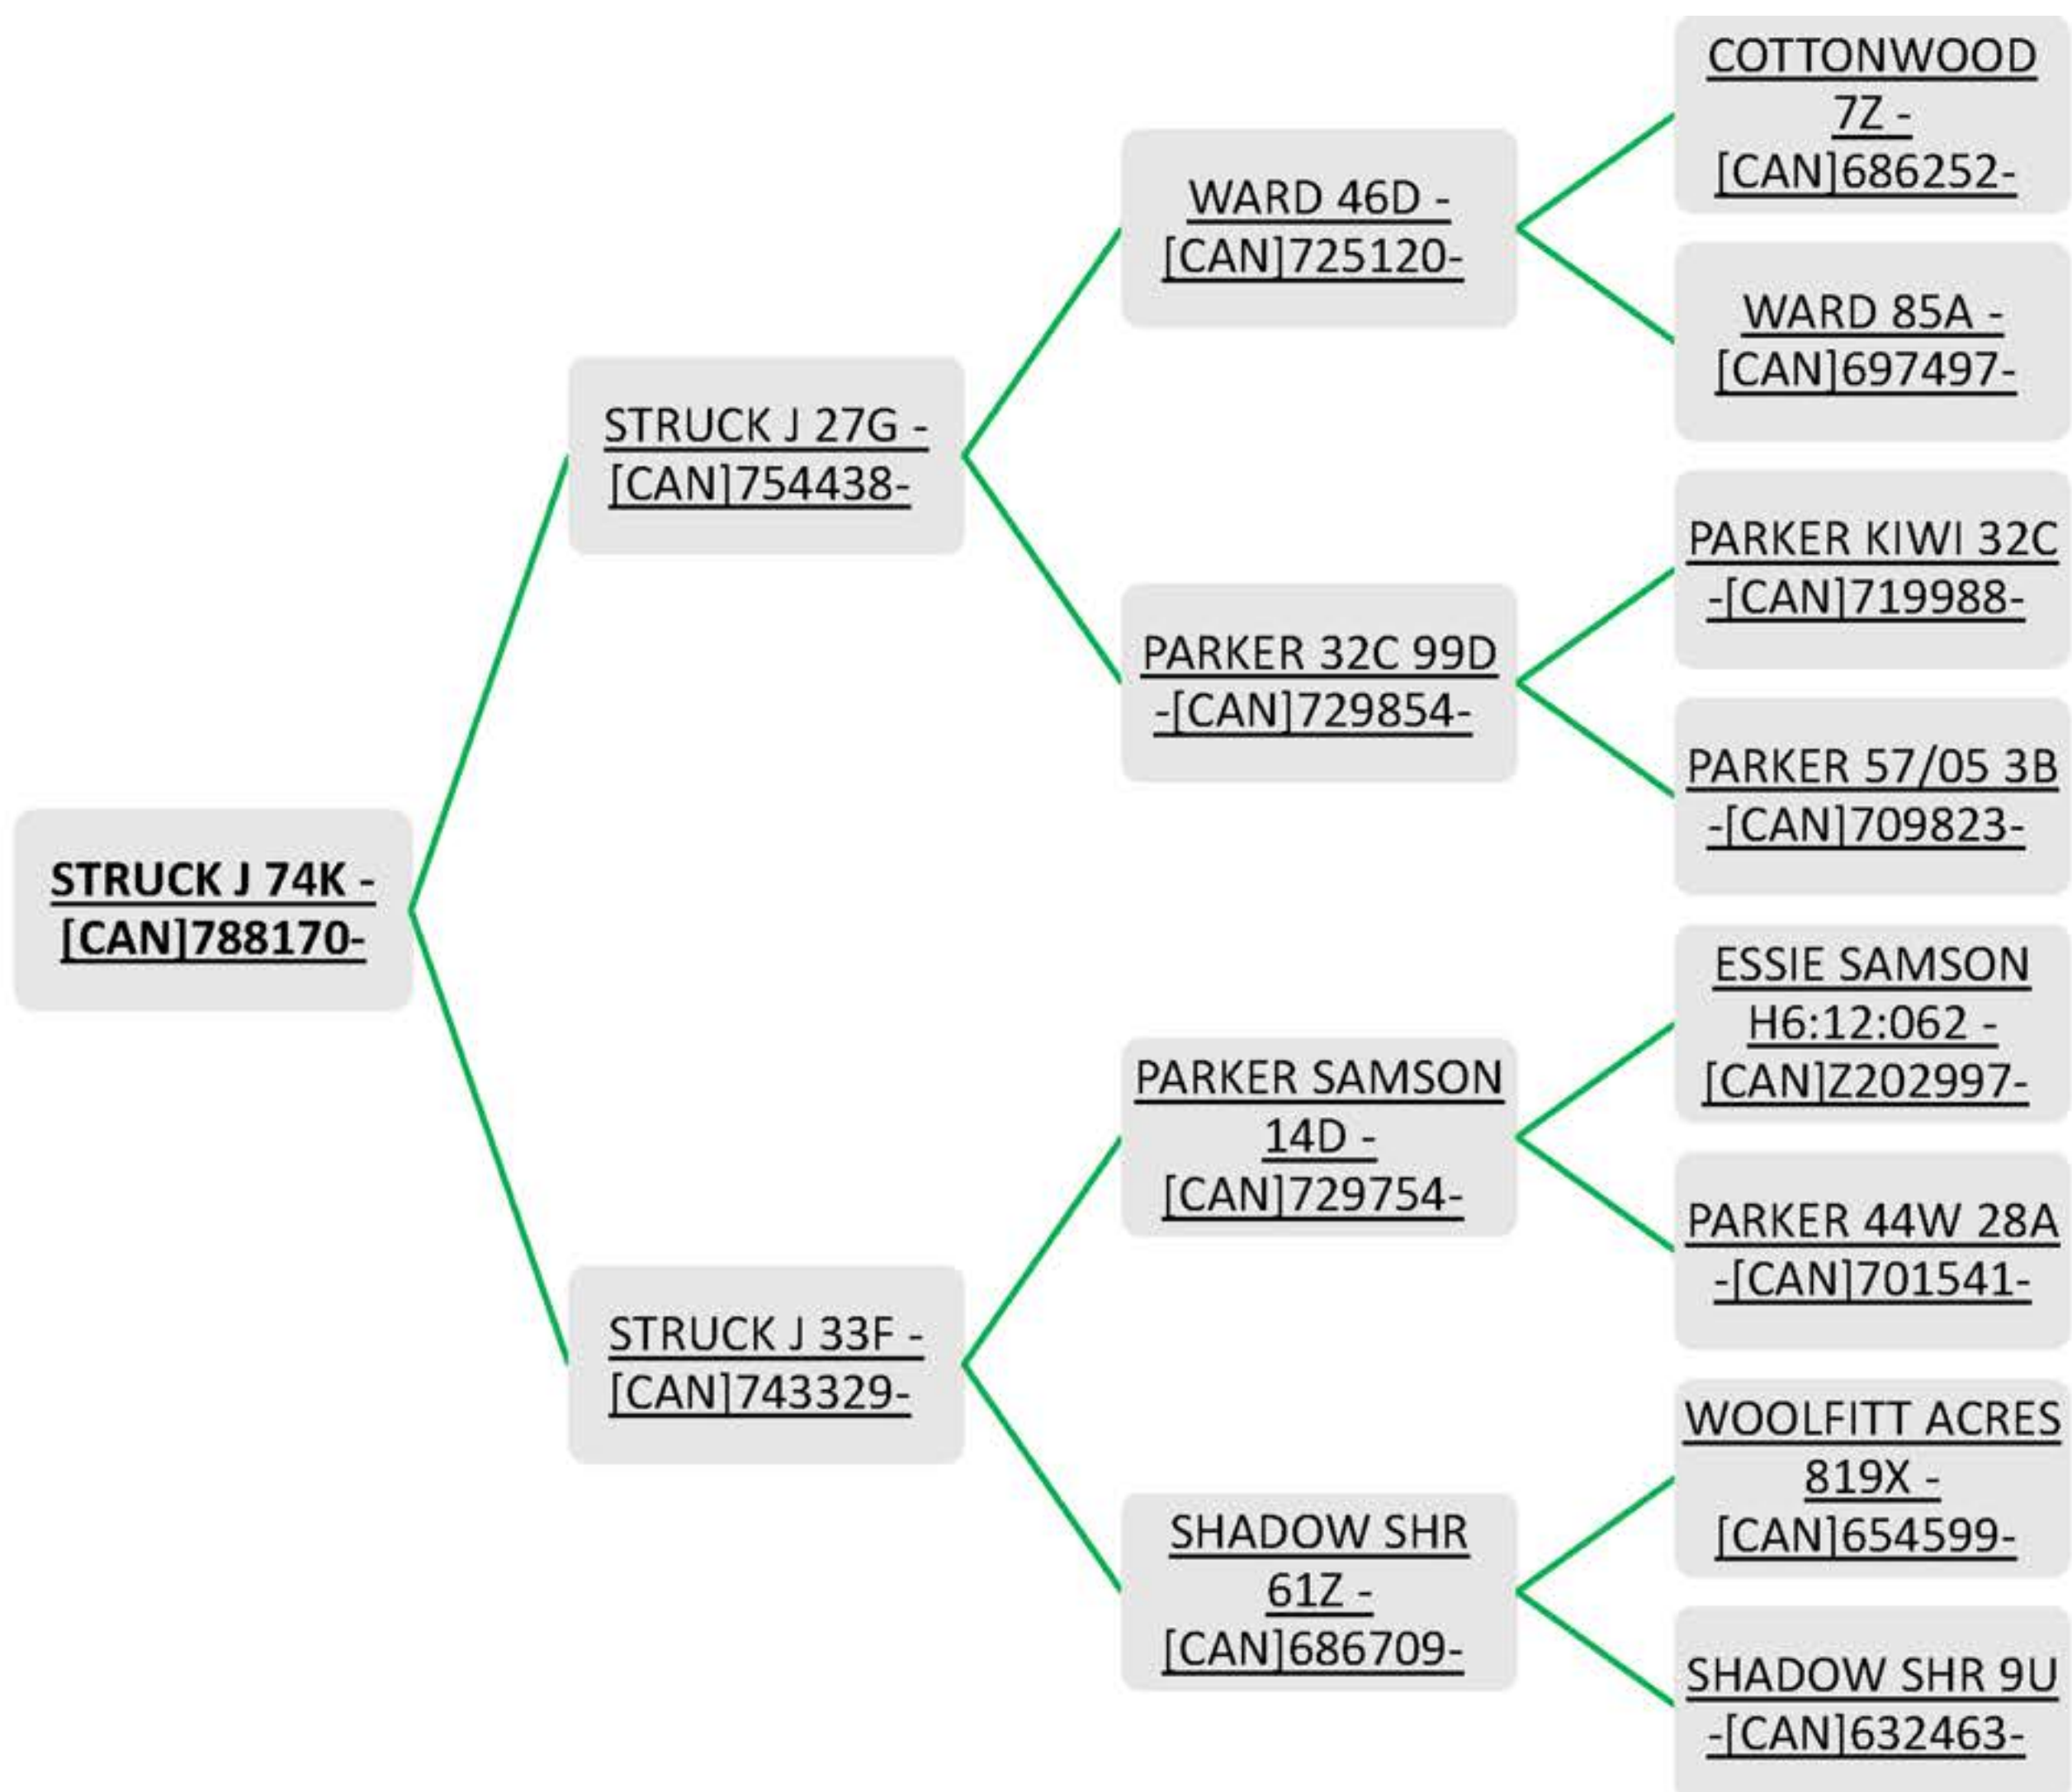 STRUCK J 74K -
[CAN]788170-
STRUCK J 27G -
[CAN]754438-
STRUCK J 33F -
[CAN]743329-
WARD 46D -
[CAN]725120-
PARKER 32C 99D
-[CAN]729854-
PARKER SAMSON
14D -
[CAN]729754-
SHADOW SHR
61Z -
[CAN]686709-
COTTONWOOD
7Z -
[CAN]686252-
WARD 85A -
[CAN]697497-
PARKER KIWI 32C
-[CAN]719988-
PARKER 57/05 3B
-[CAN]709823-
ESSIE SAMSON
H6:12:062 -
[CAN]Z202997-
PARKER 44W 28A
-[CAN]701541-
WOOLFITT ACRES
819X -
[CAN]654599-
SHADOW SHR 9U
-[CAN]632463-